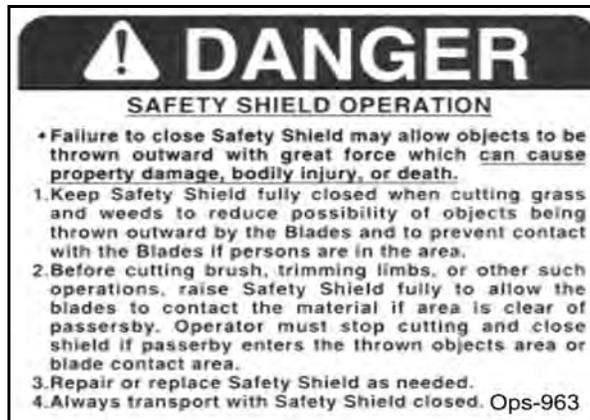 DANGER
SAFETY SHIELD OPERATION
• Failure to close Safety Shield may allow objects to be
thrown outward with great force which can cause
property damage, bodily injury, or death.
1. Keep Safety Shield fully closed when cutting grass
and weeds to reduce possibility of objects being
thrown outward by the Blades and to prevent contact
with the Blades if persons are in the area.
2. Before cutting brush, trimming limbs, or other such
operations, raise Safety Shield fully to allow the
blades to contact the material if area is clear of
passersby. Operator must stop cutting and close
shield if passerby enters the thrown objects area or
blade contact area.
3. Repair or replace Safety Shield as needed.
4. Always transport with Safety Shield closed. Ops-963